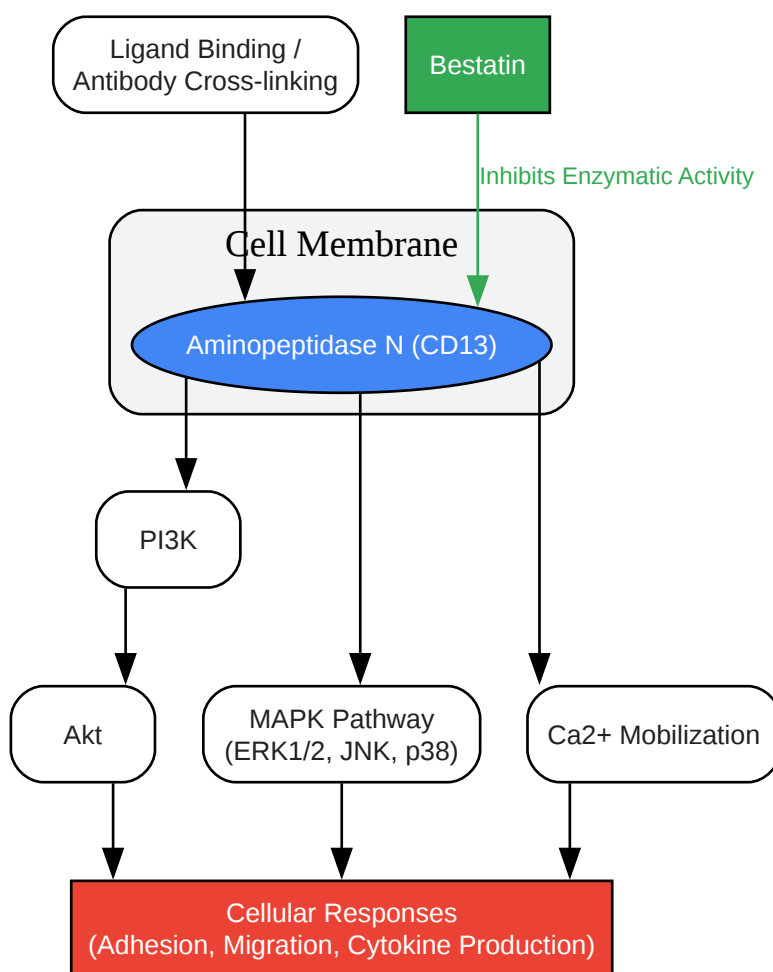 Ligand Binding /
Antibody Cross-linking
Bestatin
Inhibits Enzymatic Activity
Cell Membrane
Aminopeptidase N (CD13)
PI3K
Akt
MAPK Pathway
(ERK1/2, JNK, p38)
Ca2+ Mobilization
Cellular Responses
(Adhesion, Migration, Cytokine Production)